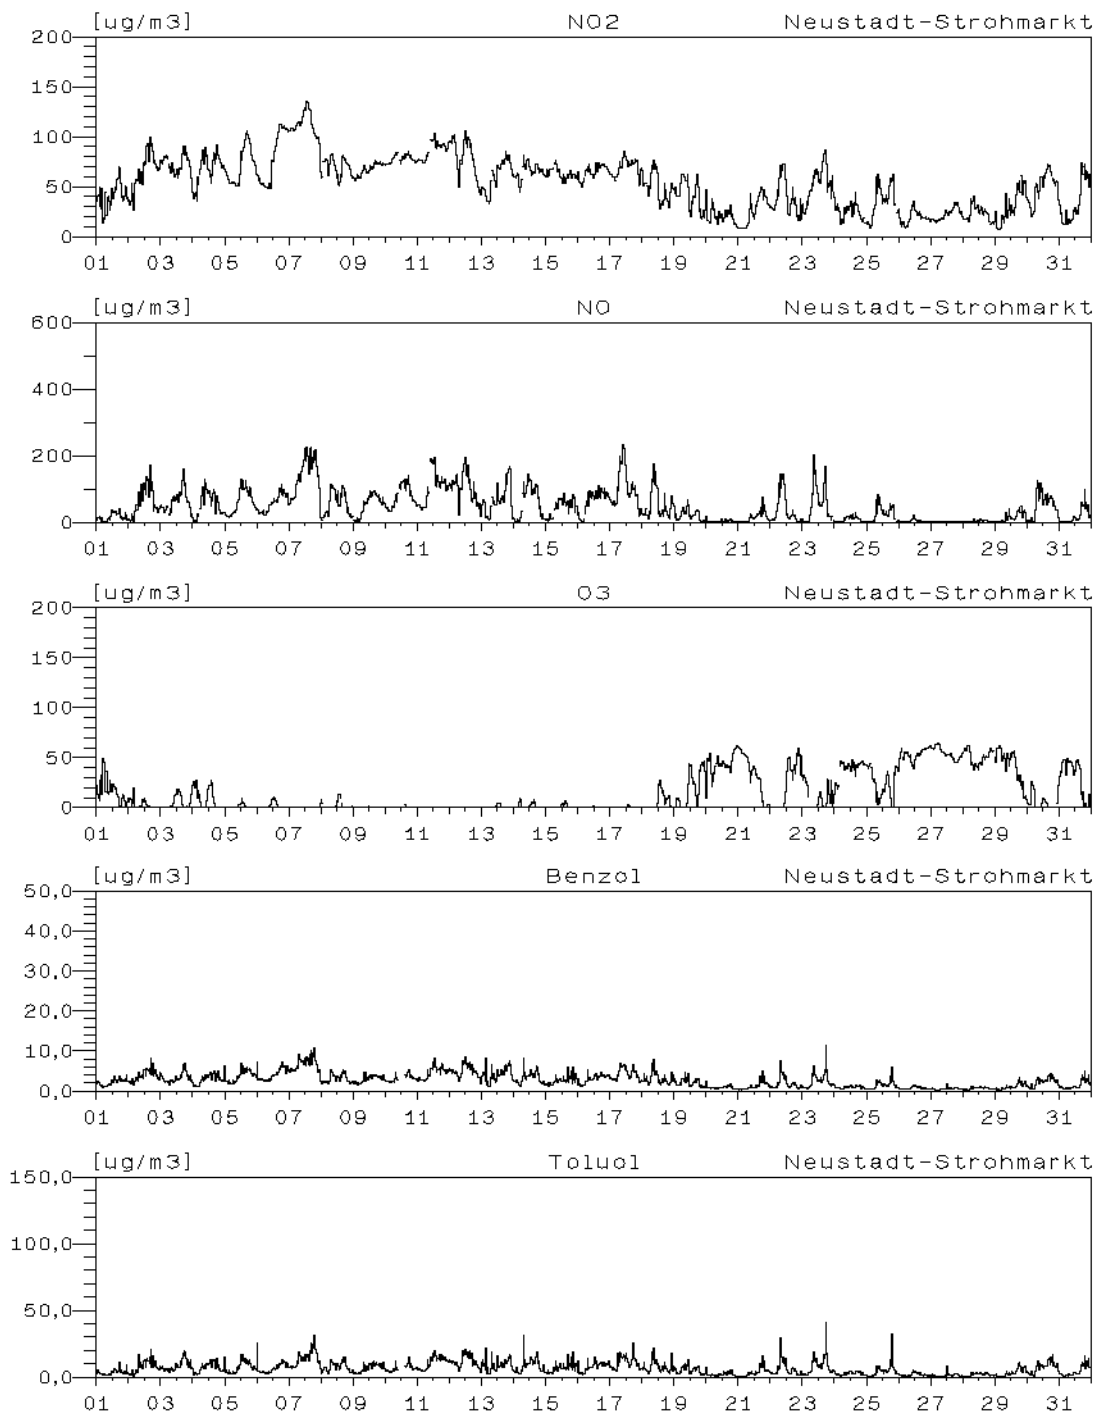 [ug/m3] NO2 Neustadt-Strohmarkt
200
150
100
50
0
01 03 05 07 09 11 13 15 17 19 21 23 25 27 29 31
[ug/m3] NO Neustadt-Strohmarkt
600
400
200
0
01 03 05 07 09 11 13 15 17 19 21 23 25 27 29 31
[ug/m3] O3 Neustadt-Strohmarkt
200
150
100
50
0
01 03 05 07 09 11 13 15 17 19 21 23 25 27 29 31
[ug/m3] Benzol Neustadt-Strohmarkt
50,0
40,0
30,0
20,0
10,0
0,0
01 03 05 07 09 11 13 15 17 19 21 23 25 27 29 31
[ug/m3] Toluol Neustadt-Strohmarkt
150,0
100,0
50,0
0,0
01 03 05 07 09 11 13 15 17 19 21 23 25 27 29 31